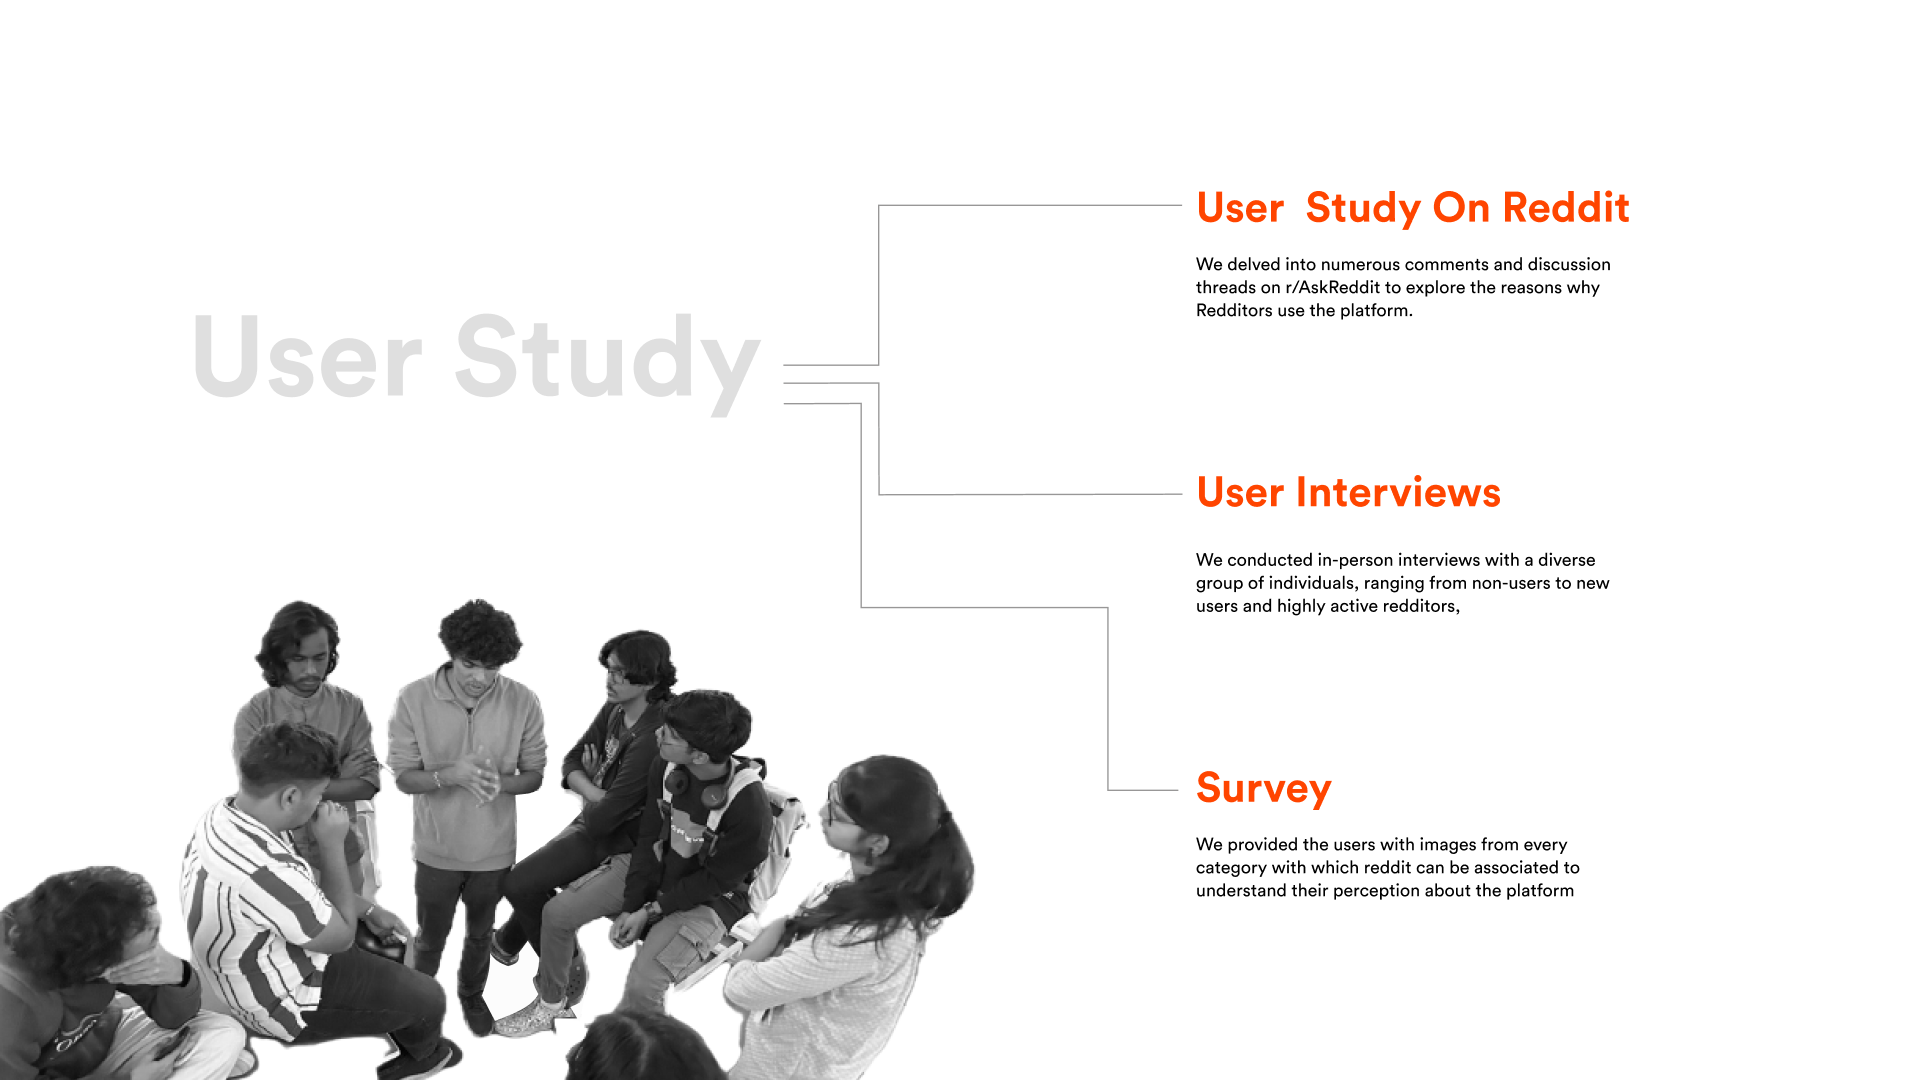 User Study
User  Study On Reddit
We delved into numerous comments and discussion
threads on r/AskReddit to explore the reasons why
Redditors use the platform.
User Interviews
We conducted in-person interviews with a diverse
group of individuals, ranging from non-users to new
users and highly active redditors,
Survey
We provided the users with images from every
category with which reddit can be associated to
understand their perception about the platform